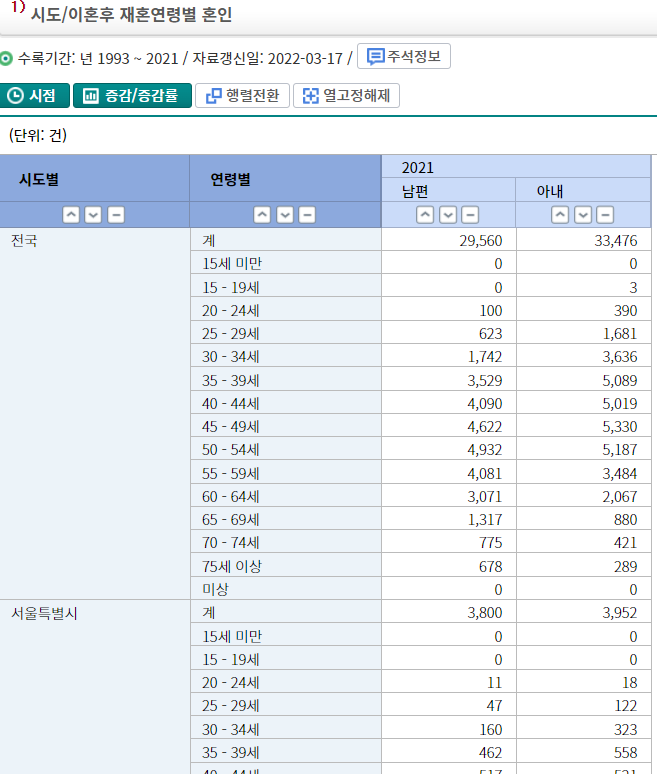 1) 시도/이혼후 재혼연령별 혼인
수록기간: 년 1993 ~ 2021 / 자료갱신일: 2022-03-17 / 주석정보
시점 증감/증감률 행렬전환 열고정해제
(단위: 건)
시도별 연령별 2021
남편 아내
전국 계 29,560 33,476
15세 미만 0 0
15 - 19세 0 3
20 - 24세 100 390
25 - 29세 623 1,681
30 - 34세 1,742 3,636
35 - 39세 3,529 5,089
40 - 44세 4,090 5,019
45 - 49세 4,622 5,330
50 - 54세 4,932 5,187
55 - 59세 4,081 3,484
60 - 64세 3,071 2,067
65 - 69세 1,317 880
70 - 74세 775 421
75세 이상 678 289
미상 0 0
서울특별시 계 3,800 3,952
15세 미만 0 0
15 - 19세 0 0
20 - 24세 11 18
25 - 29세 47 122
30 - 34세 160 323
35 - 39세 462 558